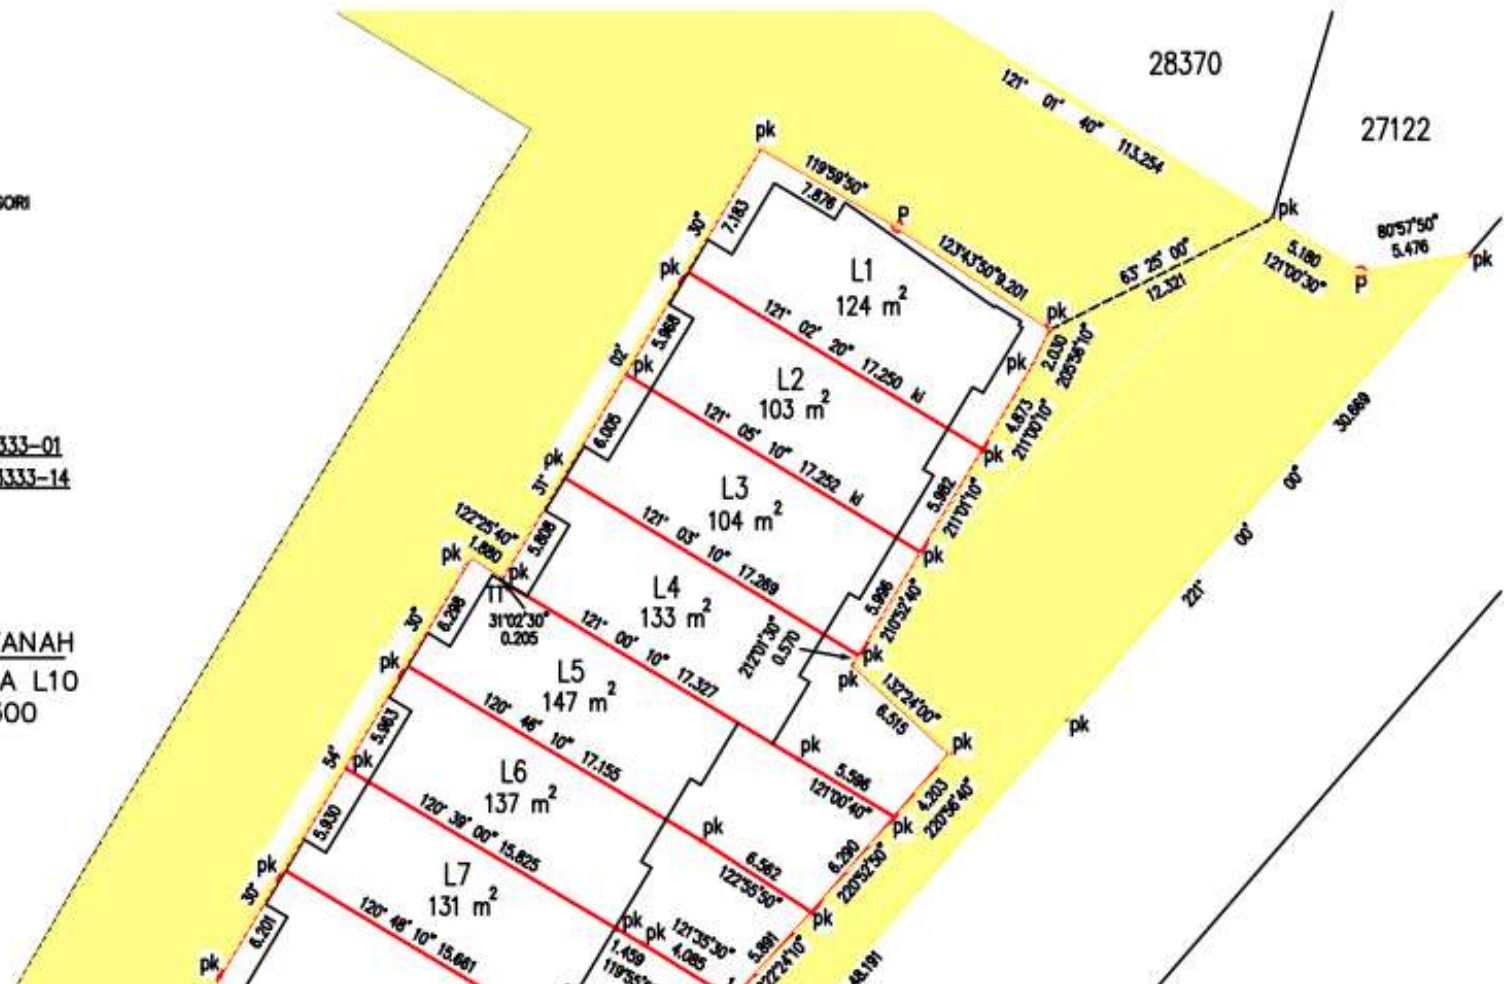 28370
27122
121° 01' 40" 113.254
pk
119°59'50"
7.876
P
123°43'50" 9.201
7.183
30"
pk
L1
124 m²
63° 25' 00"
12.321
pk
5.180
121°00'30"
80°57'50"
5.476
P
pk
pk
121° 02' 20" 17.250 ki
pk
2.030
205°56'10"
5.968
02'
pk
L2
103 m²
4.873
211°00'10"
pk
30.669
121° 05' 10" 17.252 ki
6.005
pk
31°
L3
104 m²
5.982
211°01'10"
pk
333-01
3333-14
00"
00'
221°
121° 03' 10" 17.269
122°25'40"
1.880
pk
5.808
pk
TT
31°02'30"
0.205
L4
133 m²
5.996
210°52'40"
212°01'30"
0.570
pk
pk
132°24'00"
6.515
pk
pk
6.298
30"
pk
121° 00' 10" 17.327
ANAH
A L10
L5
147 m²
pk
5.596
121°00'40"
4.203
220°56'40"
pk
120° 46' 10" 17.155
5.963
54'
pk
L6
137 m²
pk
6.562
122°55'50"
6.290
220°52'50"
pk
120° 39' 00" 15.825
5.930
pk
30°
L7
131 m²
pk pk
121°35'30"
4.085
1.459
5.891
48.191
120° 48' 10" 15.661
6.201
pk